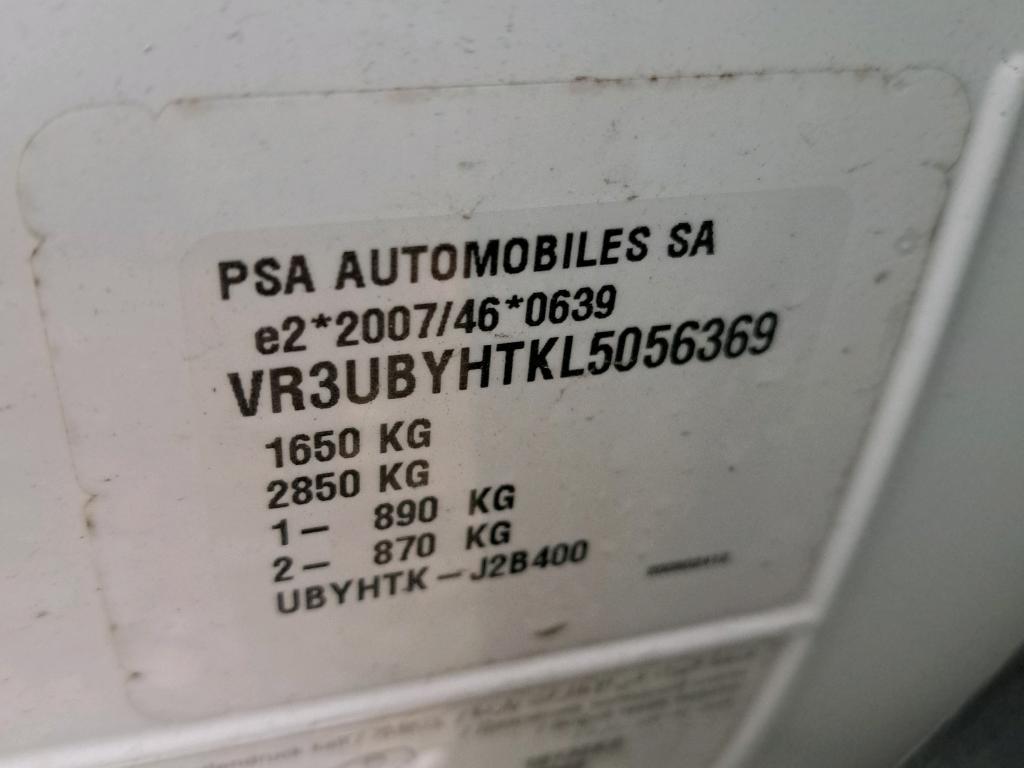 PSA AUTOMOBILES SA
e2*2007/46*0639
VR3UBYHTKL5056369
1650 KG
2850 KG
1- 890 KG
2- 870 KG
UBYHTK-J2B400